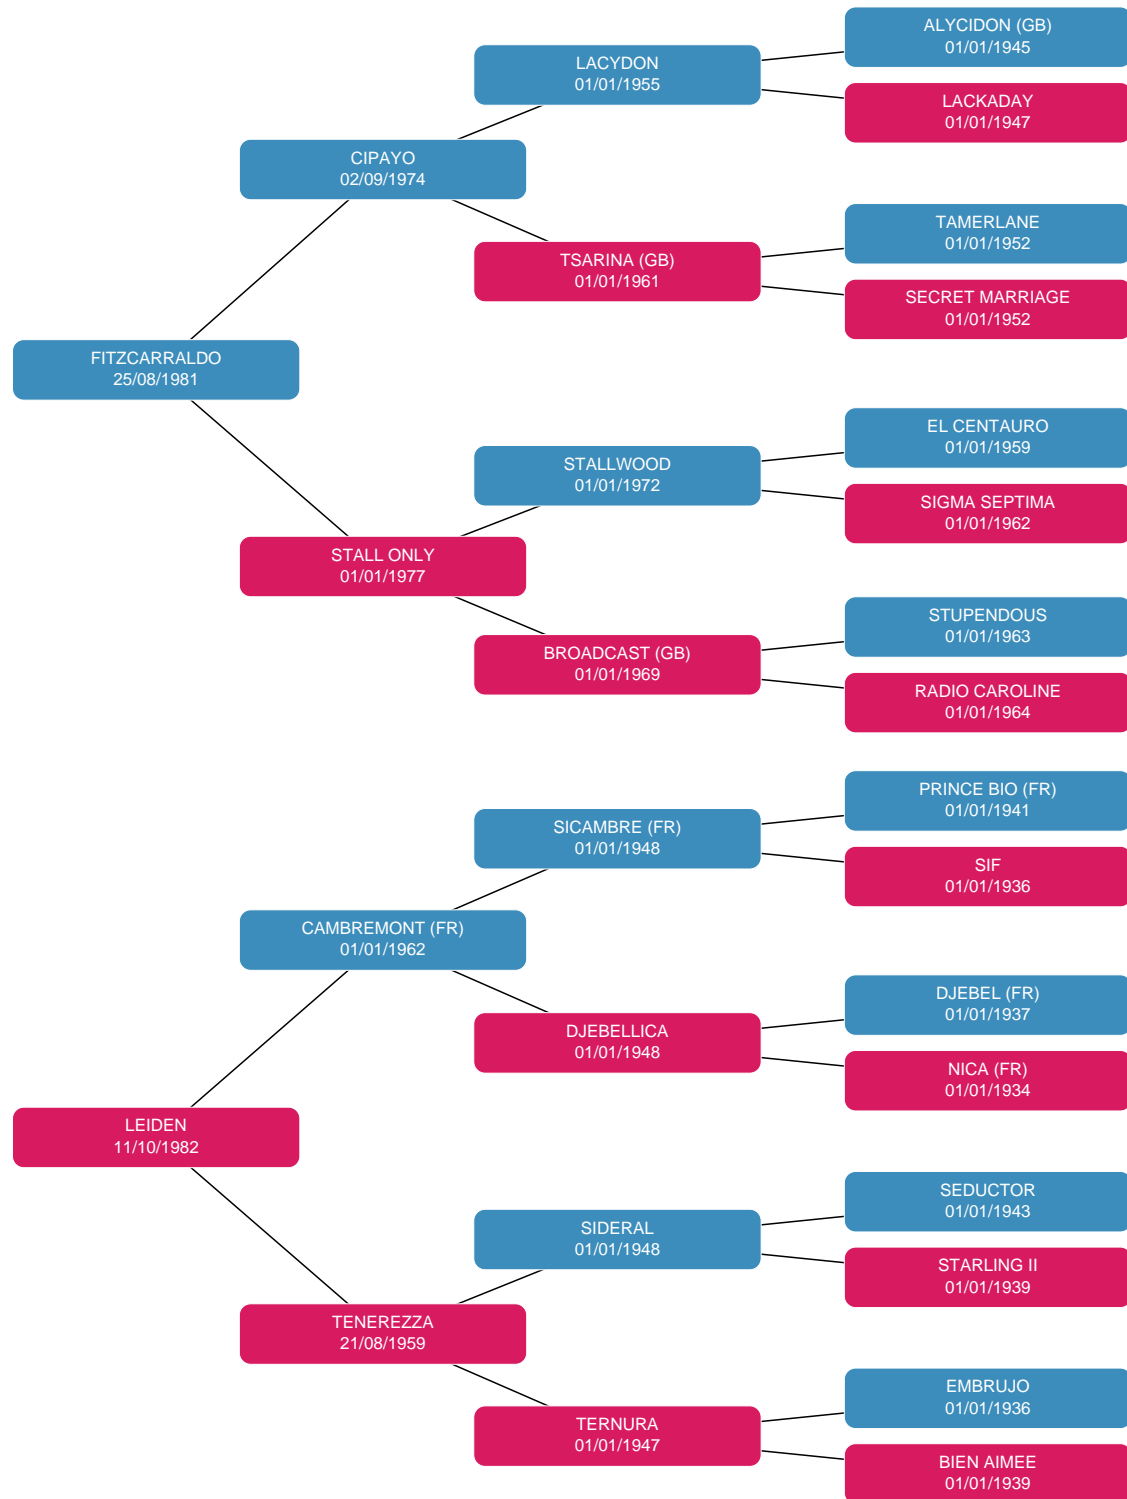 ALYCIDON (GB)
01/01/1945
LACYDON
01/01/1955
LACKADAY
01/01/1947
CIPAYO
02/09/1974
TAMERLANE
01/01/1952
TSARINA (GB)
01/01/1961
SECRET MARRIAGE
01/01/1952
FITZCARRALDO
25/08/1981
EL CENTAURO
01/01/1959
STALLWOOD
01/01/1972
SIGMA SEPTIMA
01/01/1962
STALL ONLY
01/01/1977
STUPENDOUS
01/01/1963
BROADCAST (GB)
01/01/1969
RADIO CAROLINE
01/01/1964
PRINCE BIO (FR)
01/01/1941
SICAMBRE (FR)
01/01/1948
SIF
01/01/1936
CAMBREMONT (FR)
01/01/1962
DJEBEL (FR)
01/01/1937
DJEBELLICA
01/01/1948
NICA (FR)
01/01/1934
LEIDEN
11/10/1982
SEDUCTOR
01/01/1943
SIDERAL
01/01/1948
STARLING II
01/01/1939
TENEREZZA
21/08/1959
EMBRUJO
01/01/1936
TERNURA
01/01/1947
BIEN AIMEE
01/01/1939